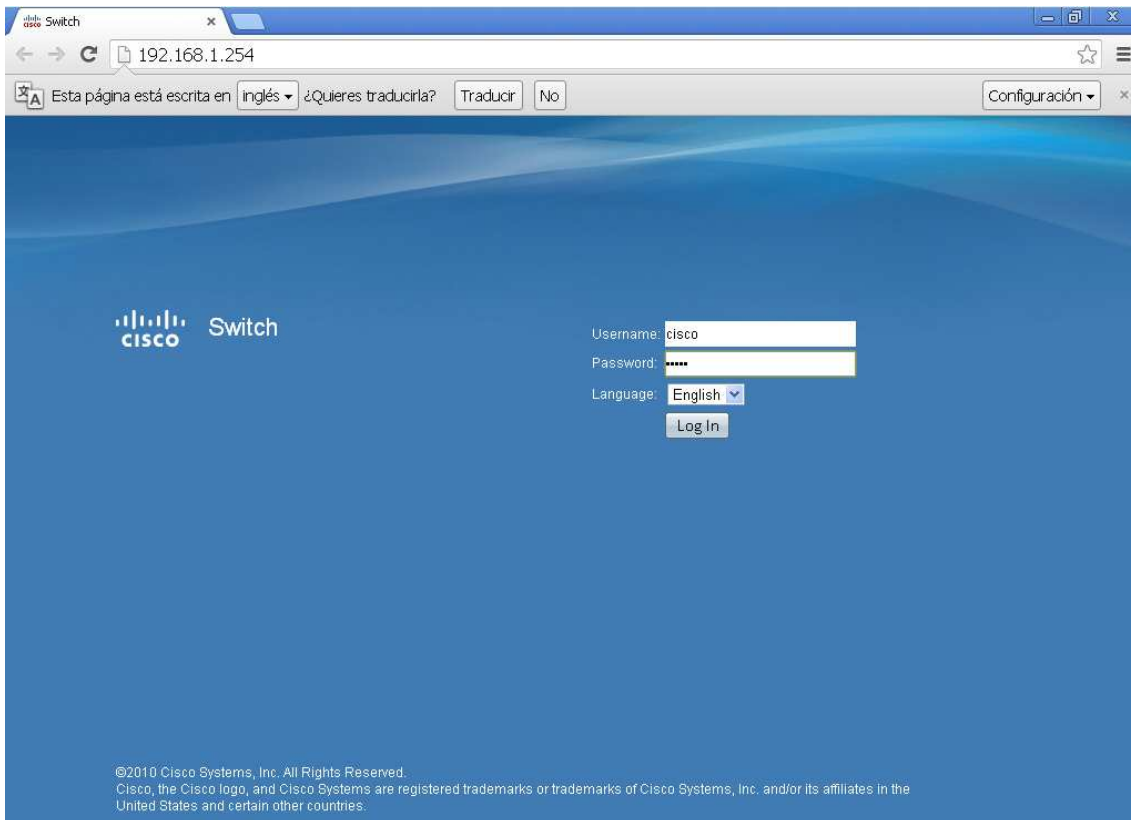 Switch
192.168.1.254
Esta página está escrita en inglés ¿Quieres traducirla? Traducir No Configuración
cisco Switch
Username: cisco
Password: •••••
Language: English
Log In
©2010 Cisco Systems, Inc. All Rights Reserved.
Cisco, the Cisco logo, and Cisco Systems are registered trademarks or trademarks of Cisco Systems, Inc. and/or its affiliates in the
United States and certain other countries.